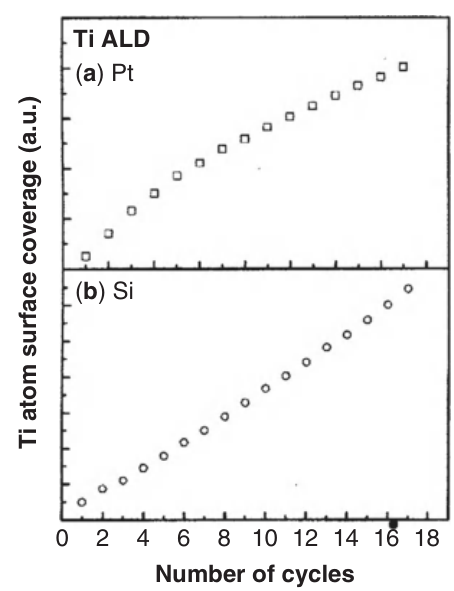 Ti ALD
(a) Pt
(b) Si
Ti atom surface coverage (a.u.)
0 2 4 6 8 10 12 14 16 18
Number of cycles